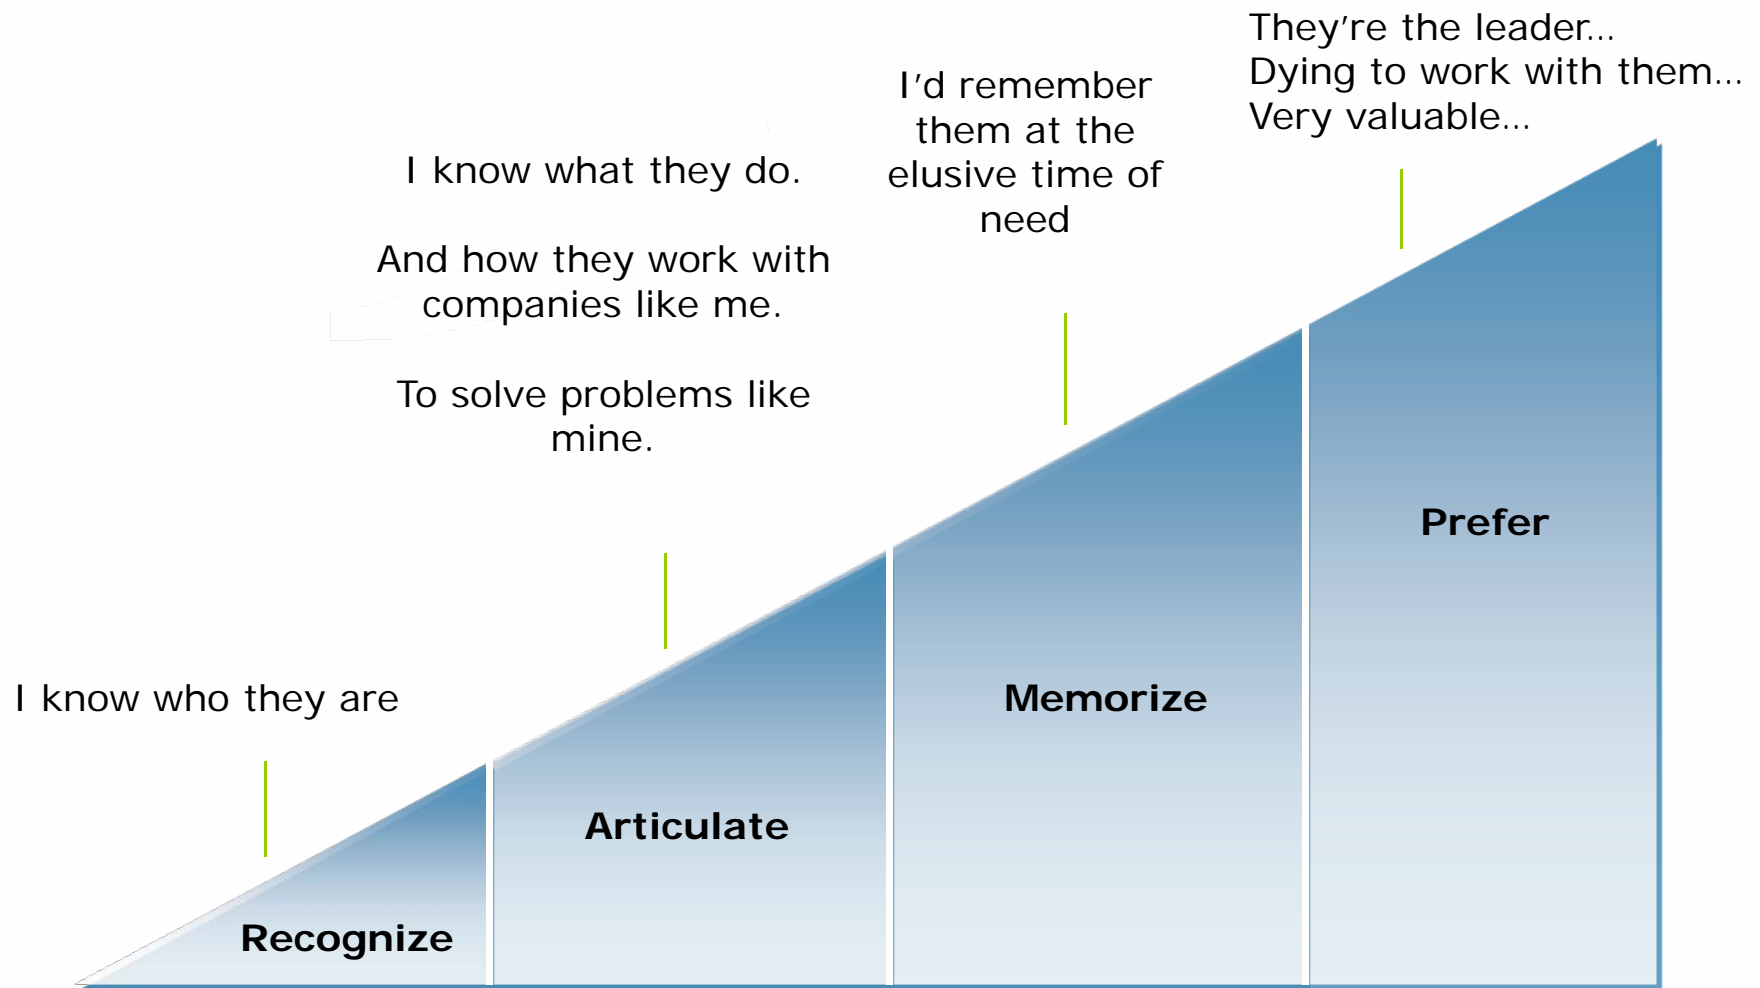 They're the leader...
Dying to work with them...
Very valuable...
I'd remember
them at the
elusive time of
need
I know what they do.
And how they work with
companies like me.
To solve problems like
mine.
I know who they are
Prefer
Memorize
Articulate
Recognize